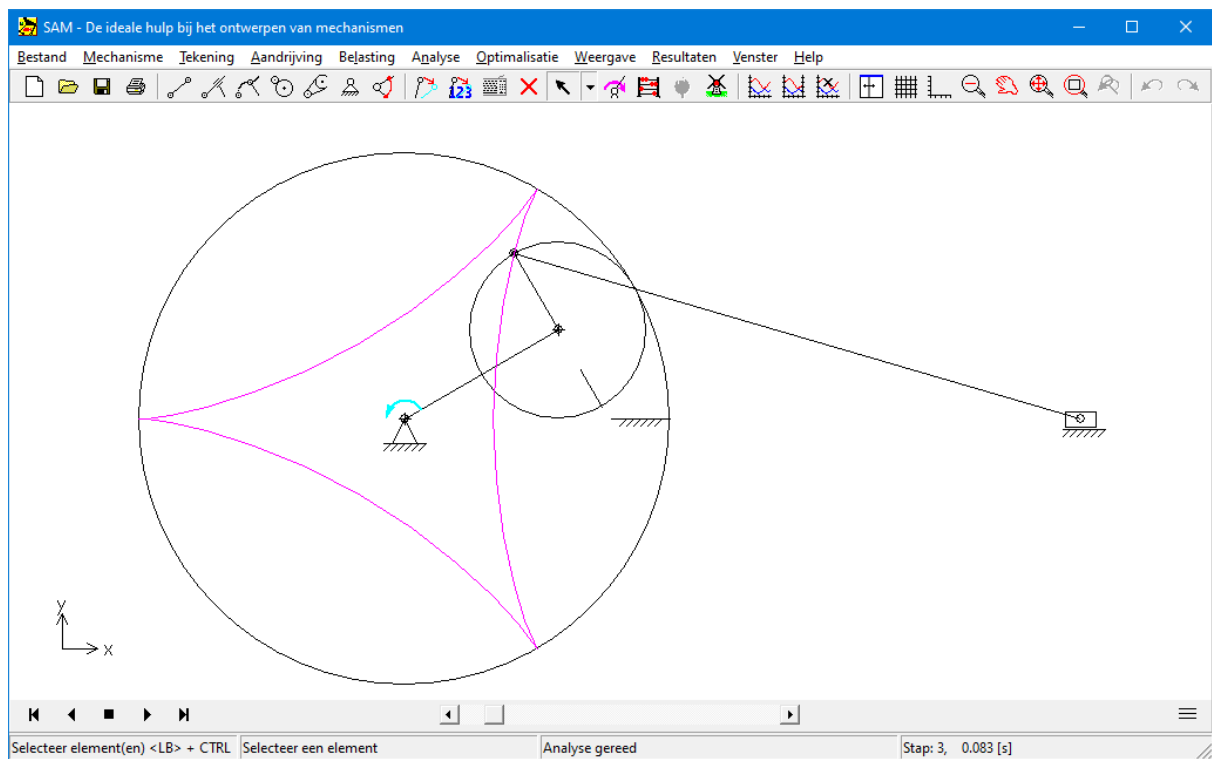 SAM - De ideale hulp bij het ontwerpen van mechanismen
Bestand Mechanisme Tekening Aandrijving Belasting Analyse Optimalisatie Weergave Resultaten Venster Help
123
y
x
Selecteer element(en) <LB> + CTRL Selecteer een element Analyse gereed Stap: 3, 0.083 [s]